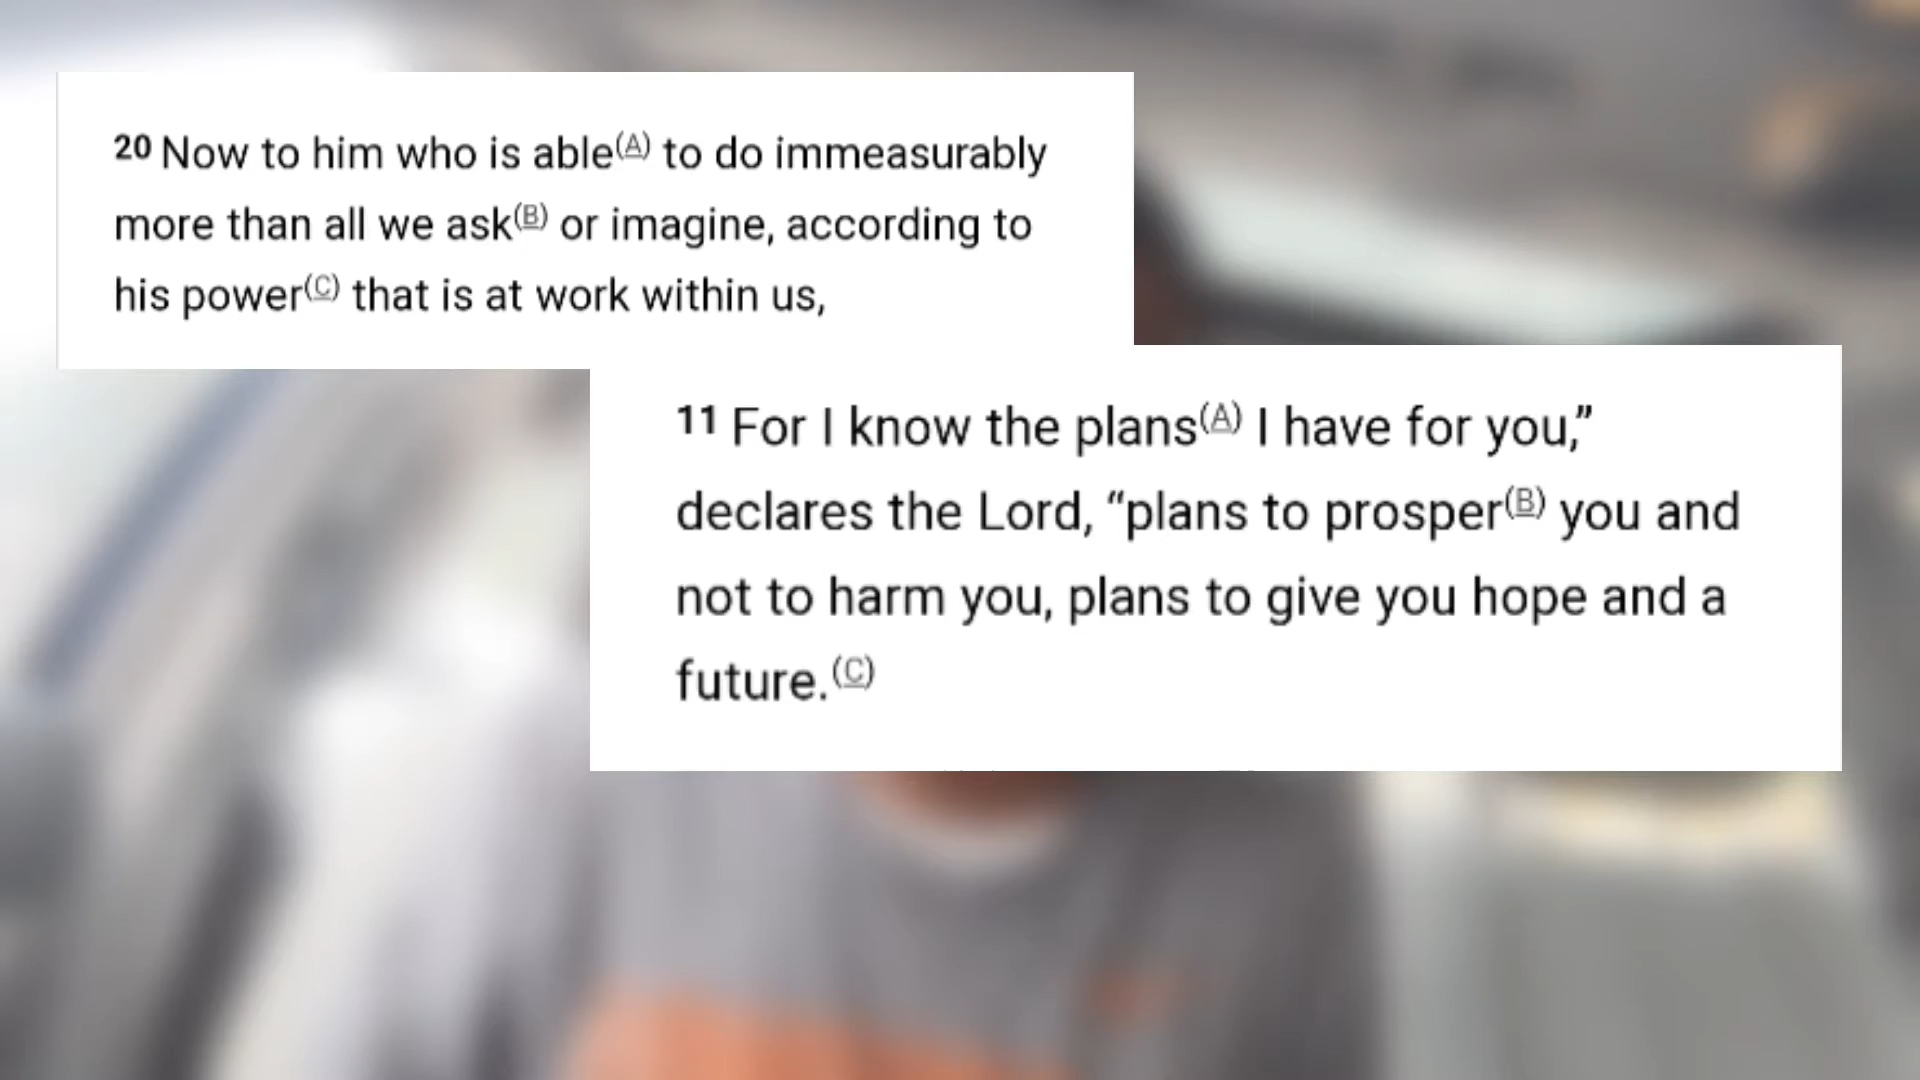 20 Now to him who is able(A) to do immeasurably
more than all we ask(B) or imagine, according to
his power(C) that is at work within us,
11 For I know the plans(A) I have for you,”
declares the Lord, “plans to prosper(B) you and
not to harm you, plans to give you hope and a
future.(C)